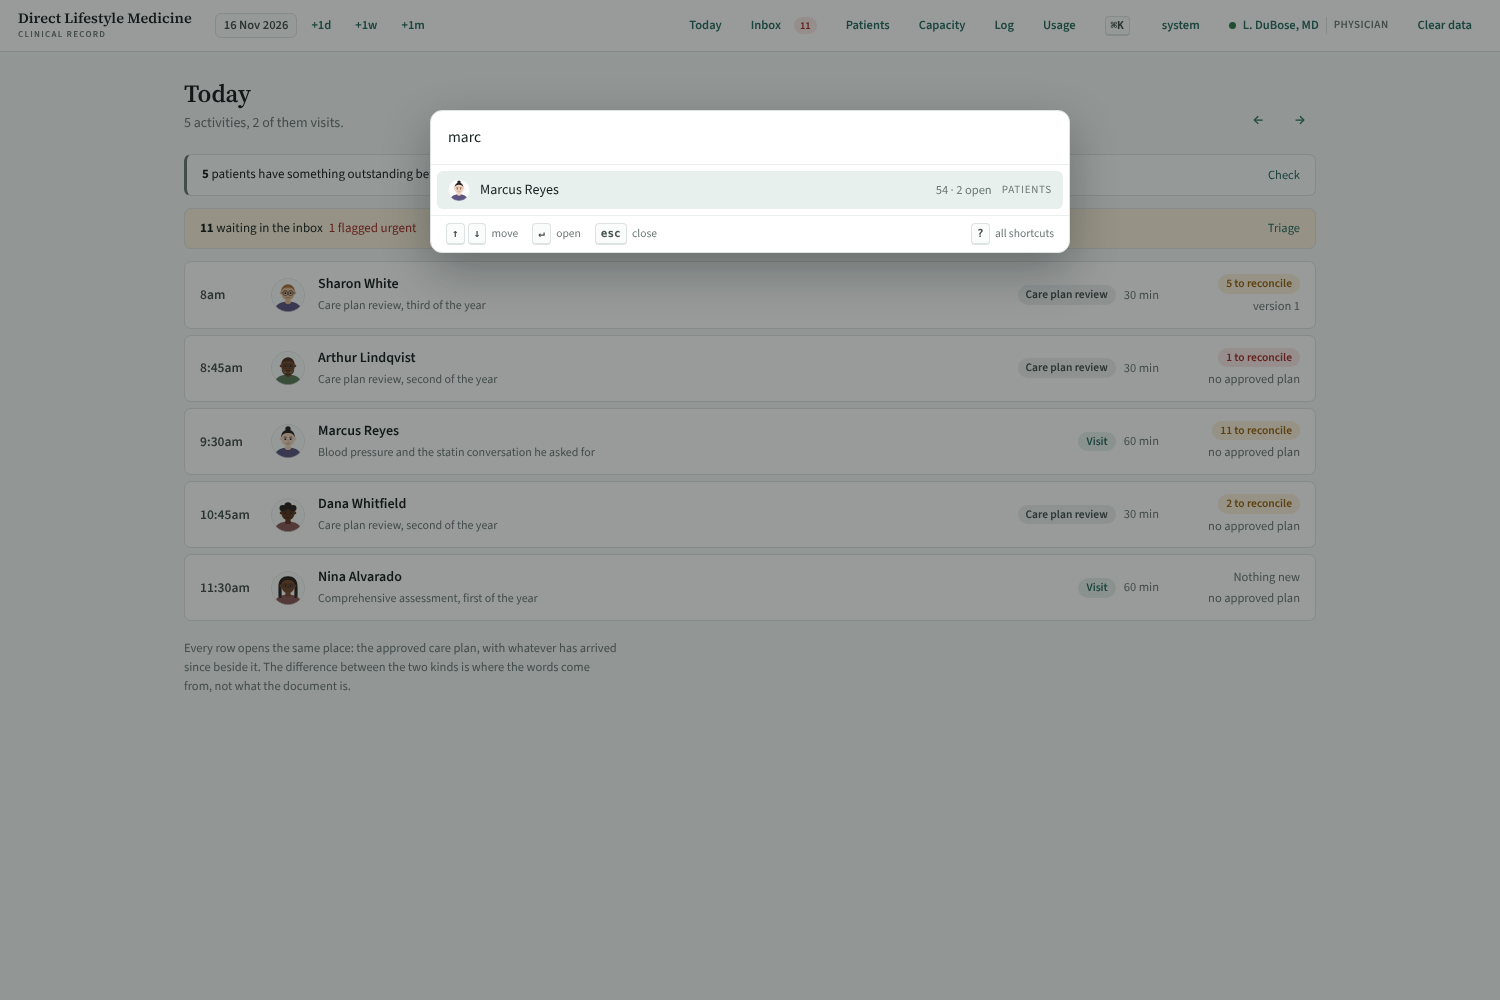 Direct Lifestyle Medicine
CLINICAL RECORD
16 Nov 2026 +1d +1w +1m
Today Inbox 11 Patients Capacity Log Usage ⌘K system L. DuBose, MD PHYSICIAN Clear data
Today
5 activities, 2 of them visits.
← →
marc
Marcus Reyes 54 · 2 open PATIENTS
↑ ↓ move ↵ open esc close ? all shortcuts
5 patients have something outstanding be Check
11 waiting in the inbox 1 flagged urgent Triage
8am Sharon White Care plan review 30 min 5 to reconcile
Care plan review, third of the year version 1
8:45am Arthur Lindqvist Care plan review 30 min 1 to reconcile
Care plan review, second of the year no approved plan
9:30am Marcus Reyes Visit 60 min 11 to reconcile
Blood pressure and the statin conversation he asked for no approved plan
10:45am Dana Whitfield Care plan review 30 min 2 to reconcile
Care plan review, second of the year no approved plan
11:30am Nina Alvarado Visit 60 min Nothing new
Comprehensive assessment, first of the year no approved plan
Every row opens the same place: the approved care plan, with whatever has arrived
since beside it. The difference between the two kinds is where the words come
from, not what the document is.